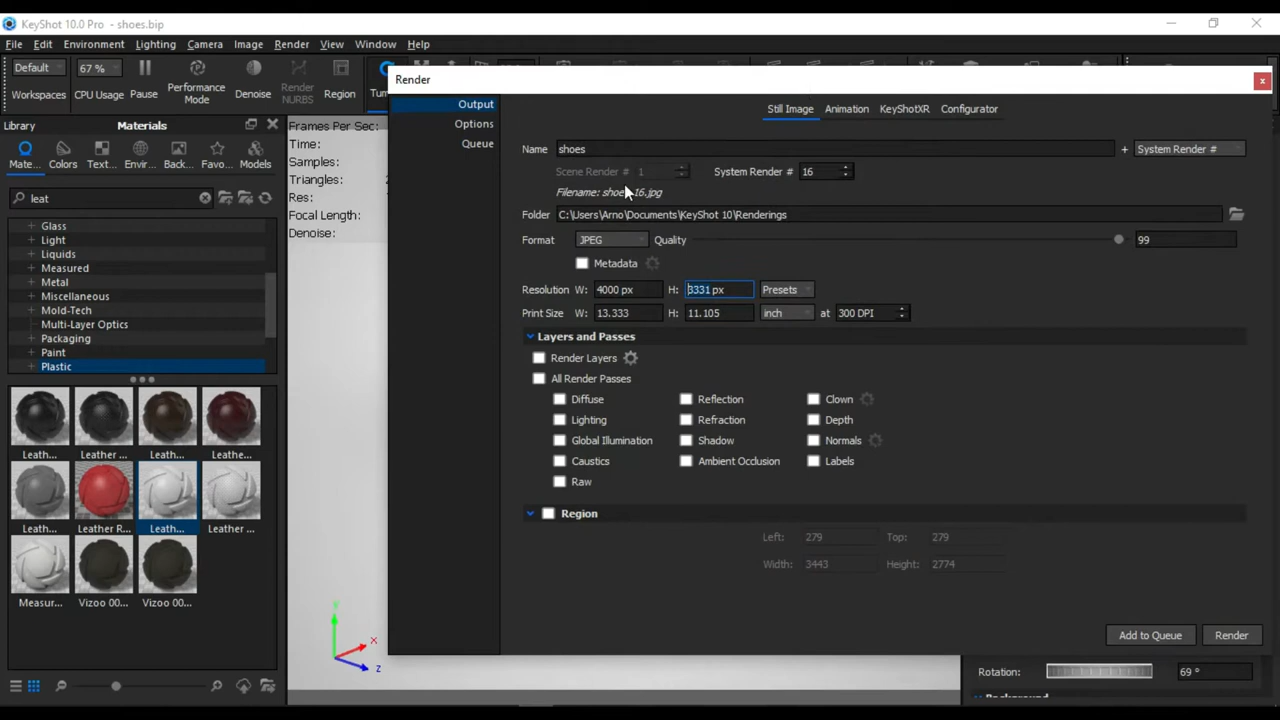 KeyShot 10.0 Pro - shoes.bip
File Edit Environment Lighting Camera Image Render View Window Help
Default 67 %
Workspaces CPU Usage Pause Performance Mode Denoise Render NURBS Region Tum
Library Materials
Mate... Colors Text... Envir... Back... Favo... Models
leat
Glass
Light
Liquids
Measured
Metal
Miscellaneous
Mold-Tech
Multi-Layer Optics
Packaging
Paint
Plastic
Leath... Leather ... Leath... Leathe...
Leath... Leather R... Leath... Leather ...
Measur... Vizoo 00... Vizoo 00...
Frames Per Sec:
Time:
Samples:
Triangles:
Res:
Focal Length:
Denoise:
Y
X
Z
Render
Output
Options
Queue
Still Image Animation KeyShotXR Configurator
Name shoes + System Render #
Scene Render # 1 System Render # 16
Filename: 16.jpg
Folder C:\Users\Arno\Documents\KeyShot 10\Renderings
Format JPEG Quality 99
Metadata
Resolution W: 4000 px H: 3331 px Presets
Print Size W: 13.333 H: 11.105 inch at 300 DPI
Layers and Passes
Render Layers
All Render Passes
Diffuse Reflection Clown
Lighting Refraction Depth
Global Illumination Shadow Normals
Caustics Ambient Occlusion Labels
Raw
Region
Left: 279 Top: 279
Width: 3443 Height: 2774
Add to Queue Render
Rotation: 69 °